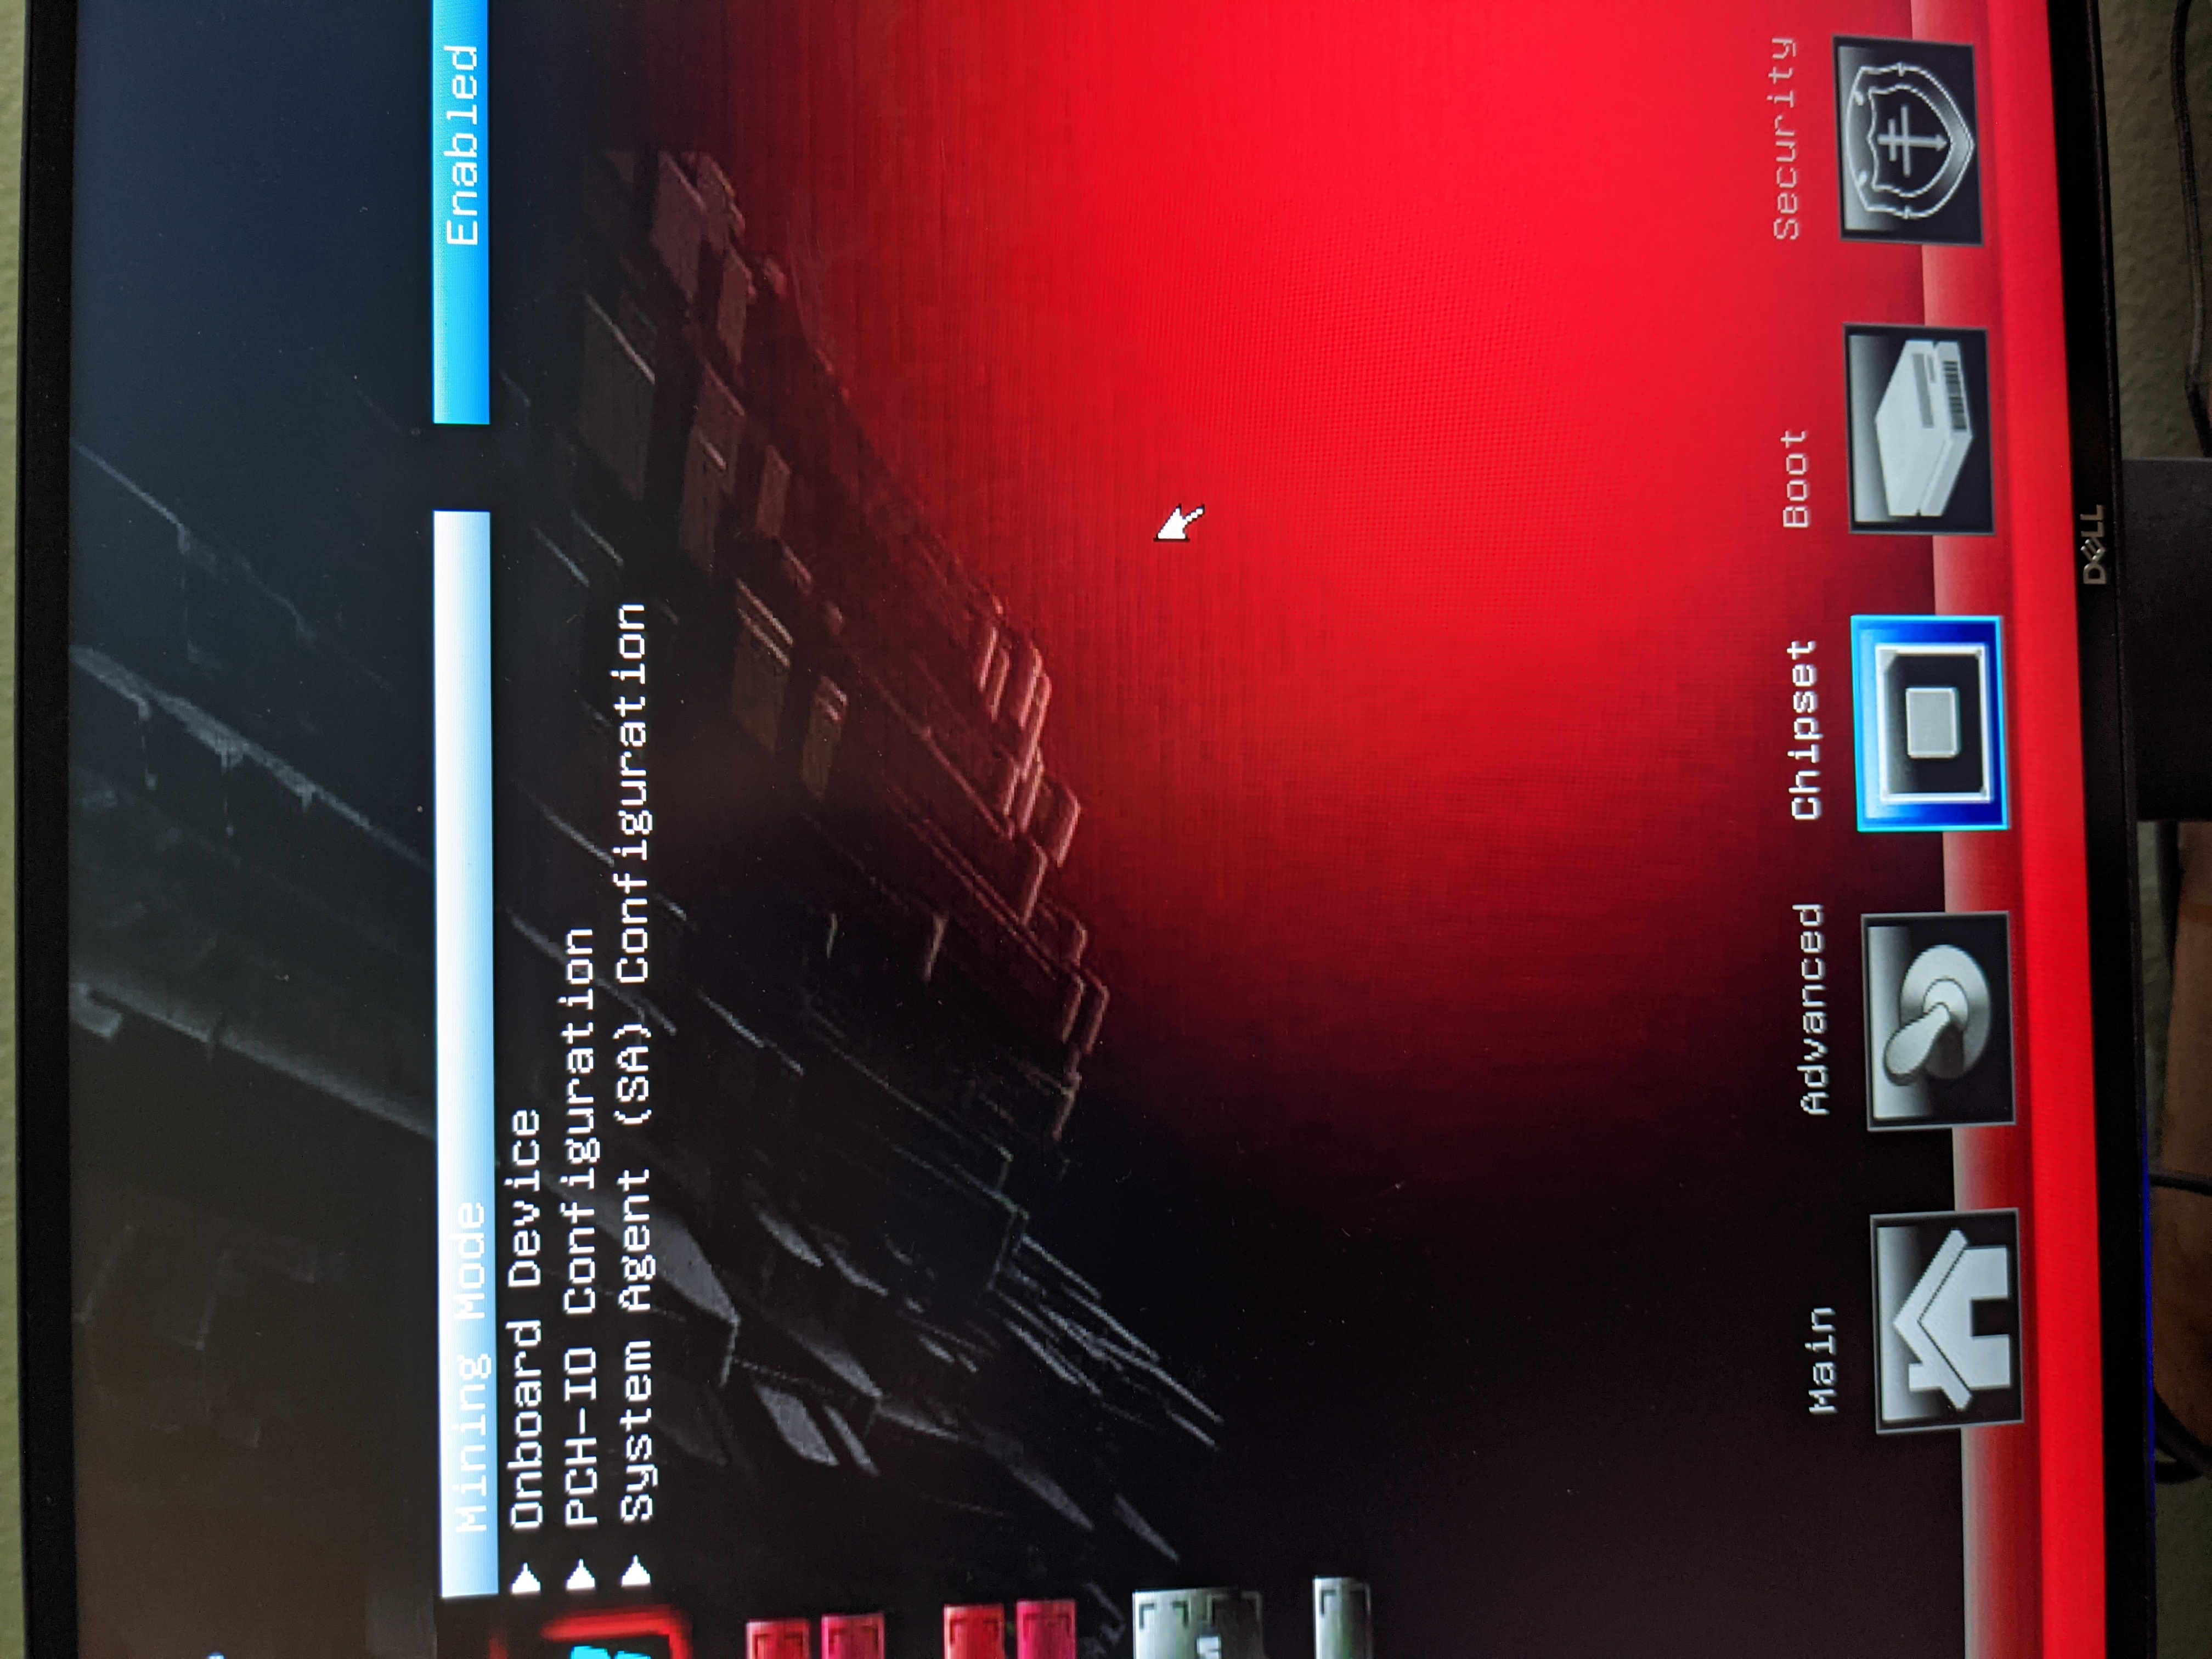 Mining Mode Enabled
Onboard Device
PCH-IO Configuration
System Agent (SA) Configuration
Main Advanced Chipset Boot Security
DELL